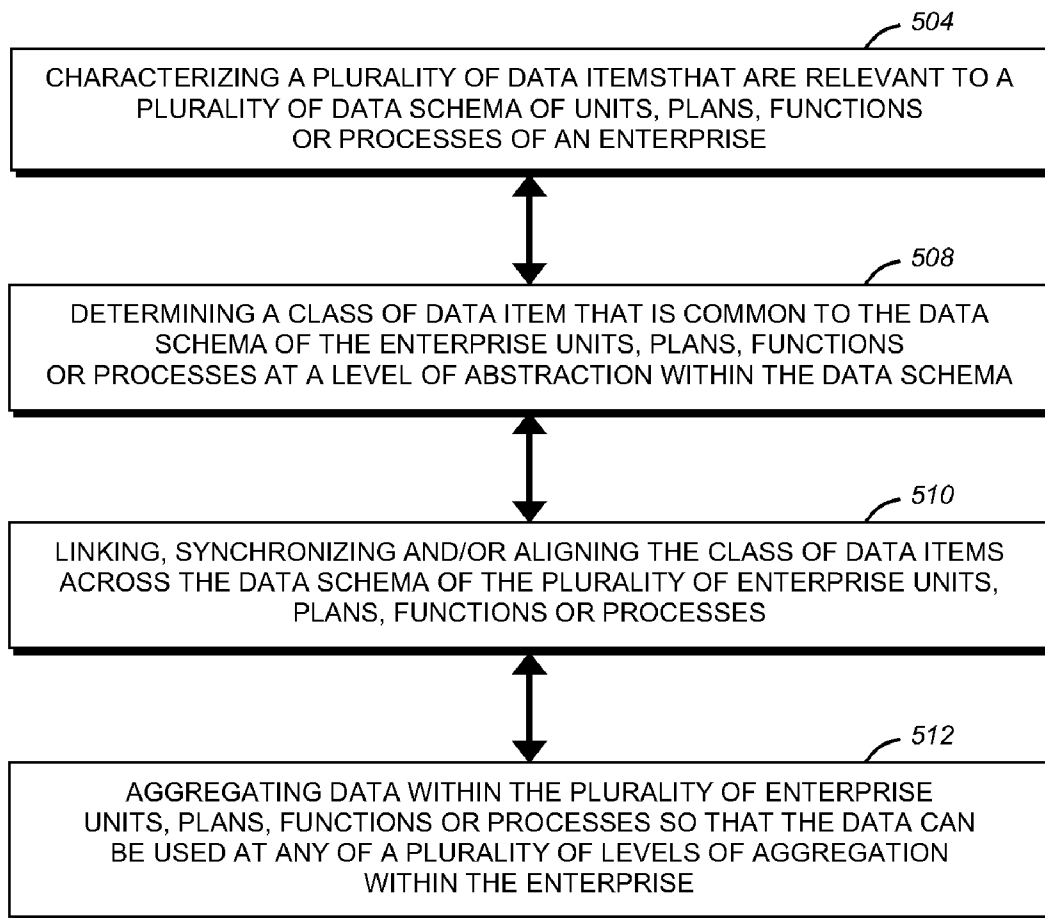 504
CHARACTERIZING A PLURALITY OF DATA ITEMSTHAT ARE RELEVANT TO A
PLURALITY OF DATA SCHEMA OF UNITS, PLANS, FUNCTIONS
OR PROCESSES OF AN ENTERPRISE
508
DETERMINING A CLASS OF DATA ITEM THAT IS COMMON TO THE DATA
SCHEMA OF THE ENTERPRISE UNITS, PLANS, FUNCTIONS
OR PROCESSES AT A LEVEL OF ABSTRACTION WITHIN THE DATA SCHEMA
510
LINKING, SYNCHRONIZING AND/OR ALIGNING THE CLASS OF DATA ITEMS
ACROSS THE DATA SCHEMA OF THE PLURALITY OF ENTERPRISE UNITS,
PLANS, FUNCTIONS OR PROCESSES
512
AGGREGATING DATA WITHIN THE PLURALITY OF ENTERPRISE
UNITS, PLANS, FUNCTIONS OR PROCESSES SO THAT THE DATA CAN
BE USED AT ANY OF A PLURALITY OF LEVELS OF AGGREGATION
WITHIN THE ENTERPRISE